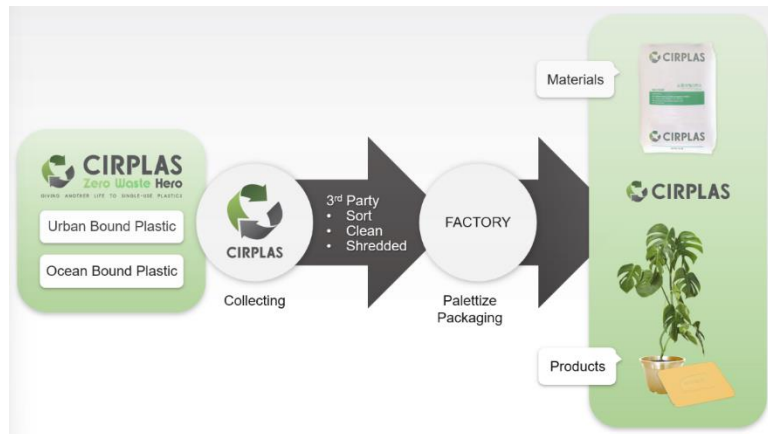 CIRPLAS
Zero Waste Hero
GIVING ANOTHER LIFE TO SINGLE-USE PLASTICS
Urban Bound Plastic
Ocean Bound Plastic
CIRPLAS
Collecting
3rd Party
• Sort
• Clean
• Shredded
FACTORY
Palettize
Packaging
Materials
CIRPLAS
CIRPLAS
CIRPLAS
Products